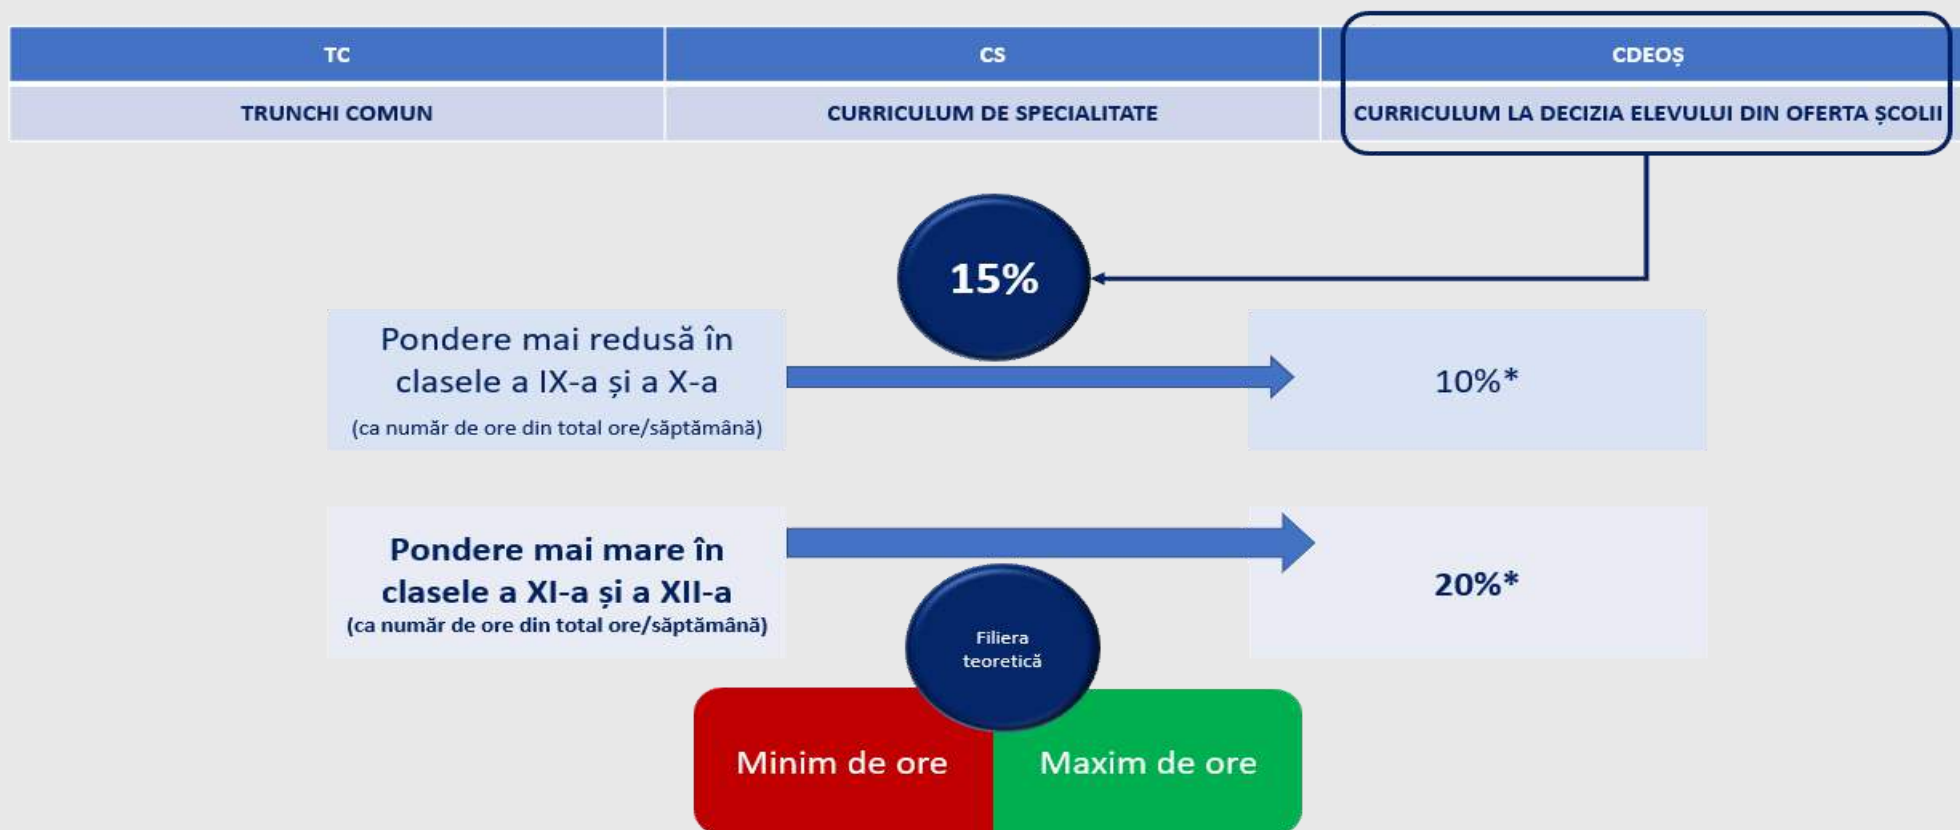 TC
CS
CDEOȘ
TRUNCHI COMUN
CURRICULUM DE SPECIALITATE
CURRICULUM LA DECIZIA ELEVULUI DIN OFERTA ȘCOLII
15%
Pondere mai redusă în
clasele a IX-a și a X-a
(ca număr de ore din total ore/săptămână)
10%*
Pondere mai mare în
clasele a XI-a și a XII-a
(ca număr de ore din total ore/săptămână)
20%*
Filiera
teoretică
Minim de ore
Maxim de ore